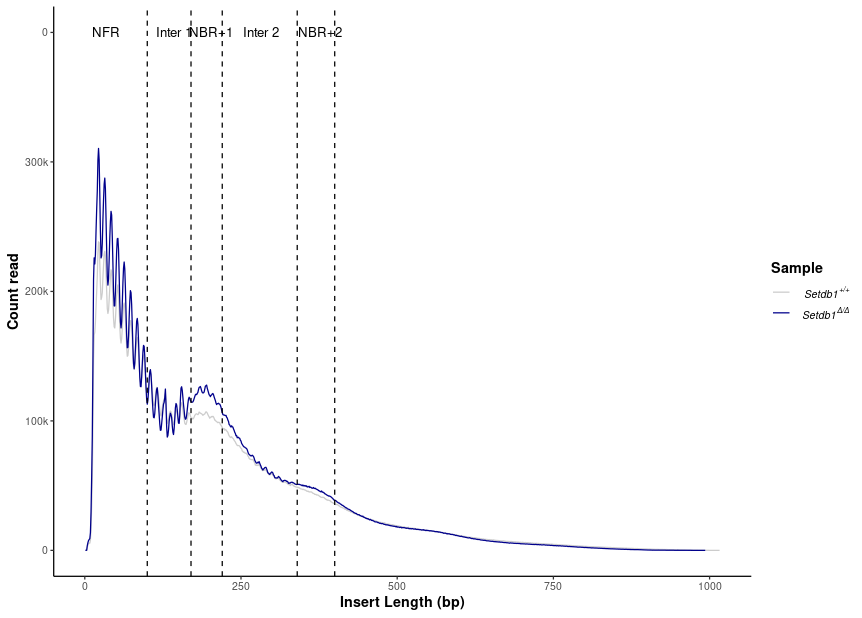 NFR Inter 1 NBR+1 Inter 2 NBR+2
0
300k
200k
100k
0
Count read
0 250 500 750 1000
Insert Length (bp)
Sample
Setdb1+/+
Setdb1Δ/Δ